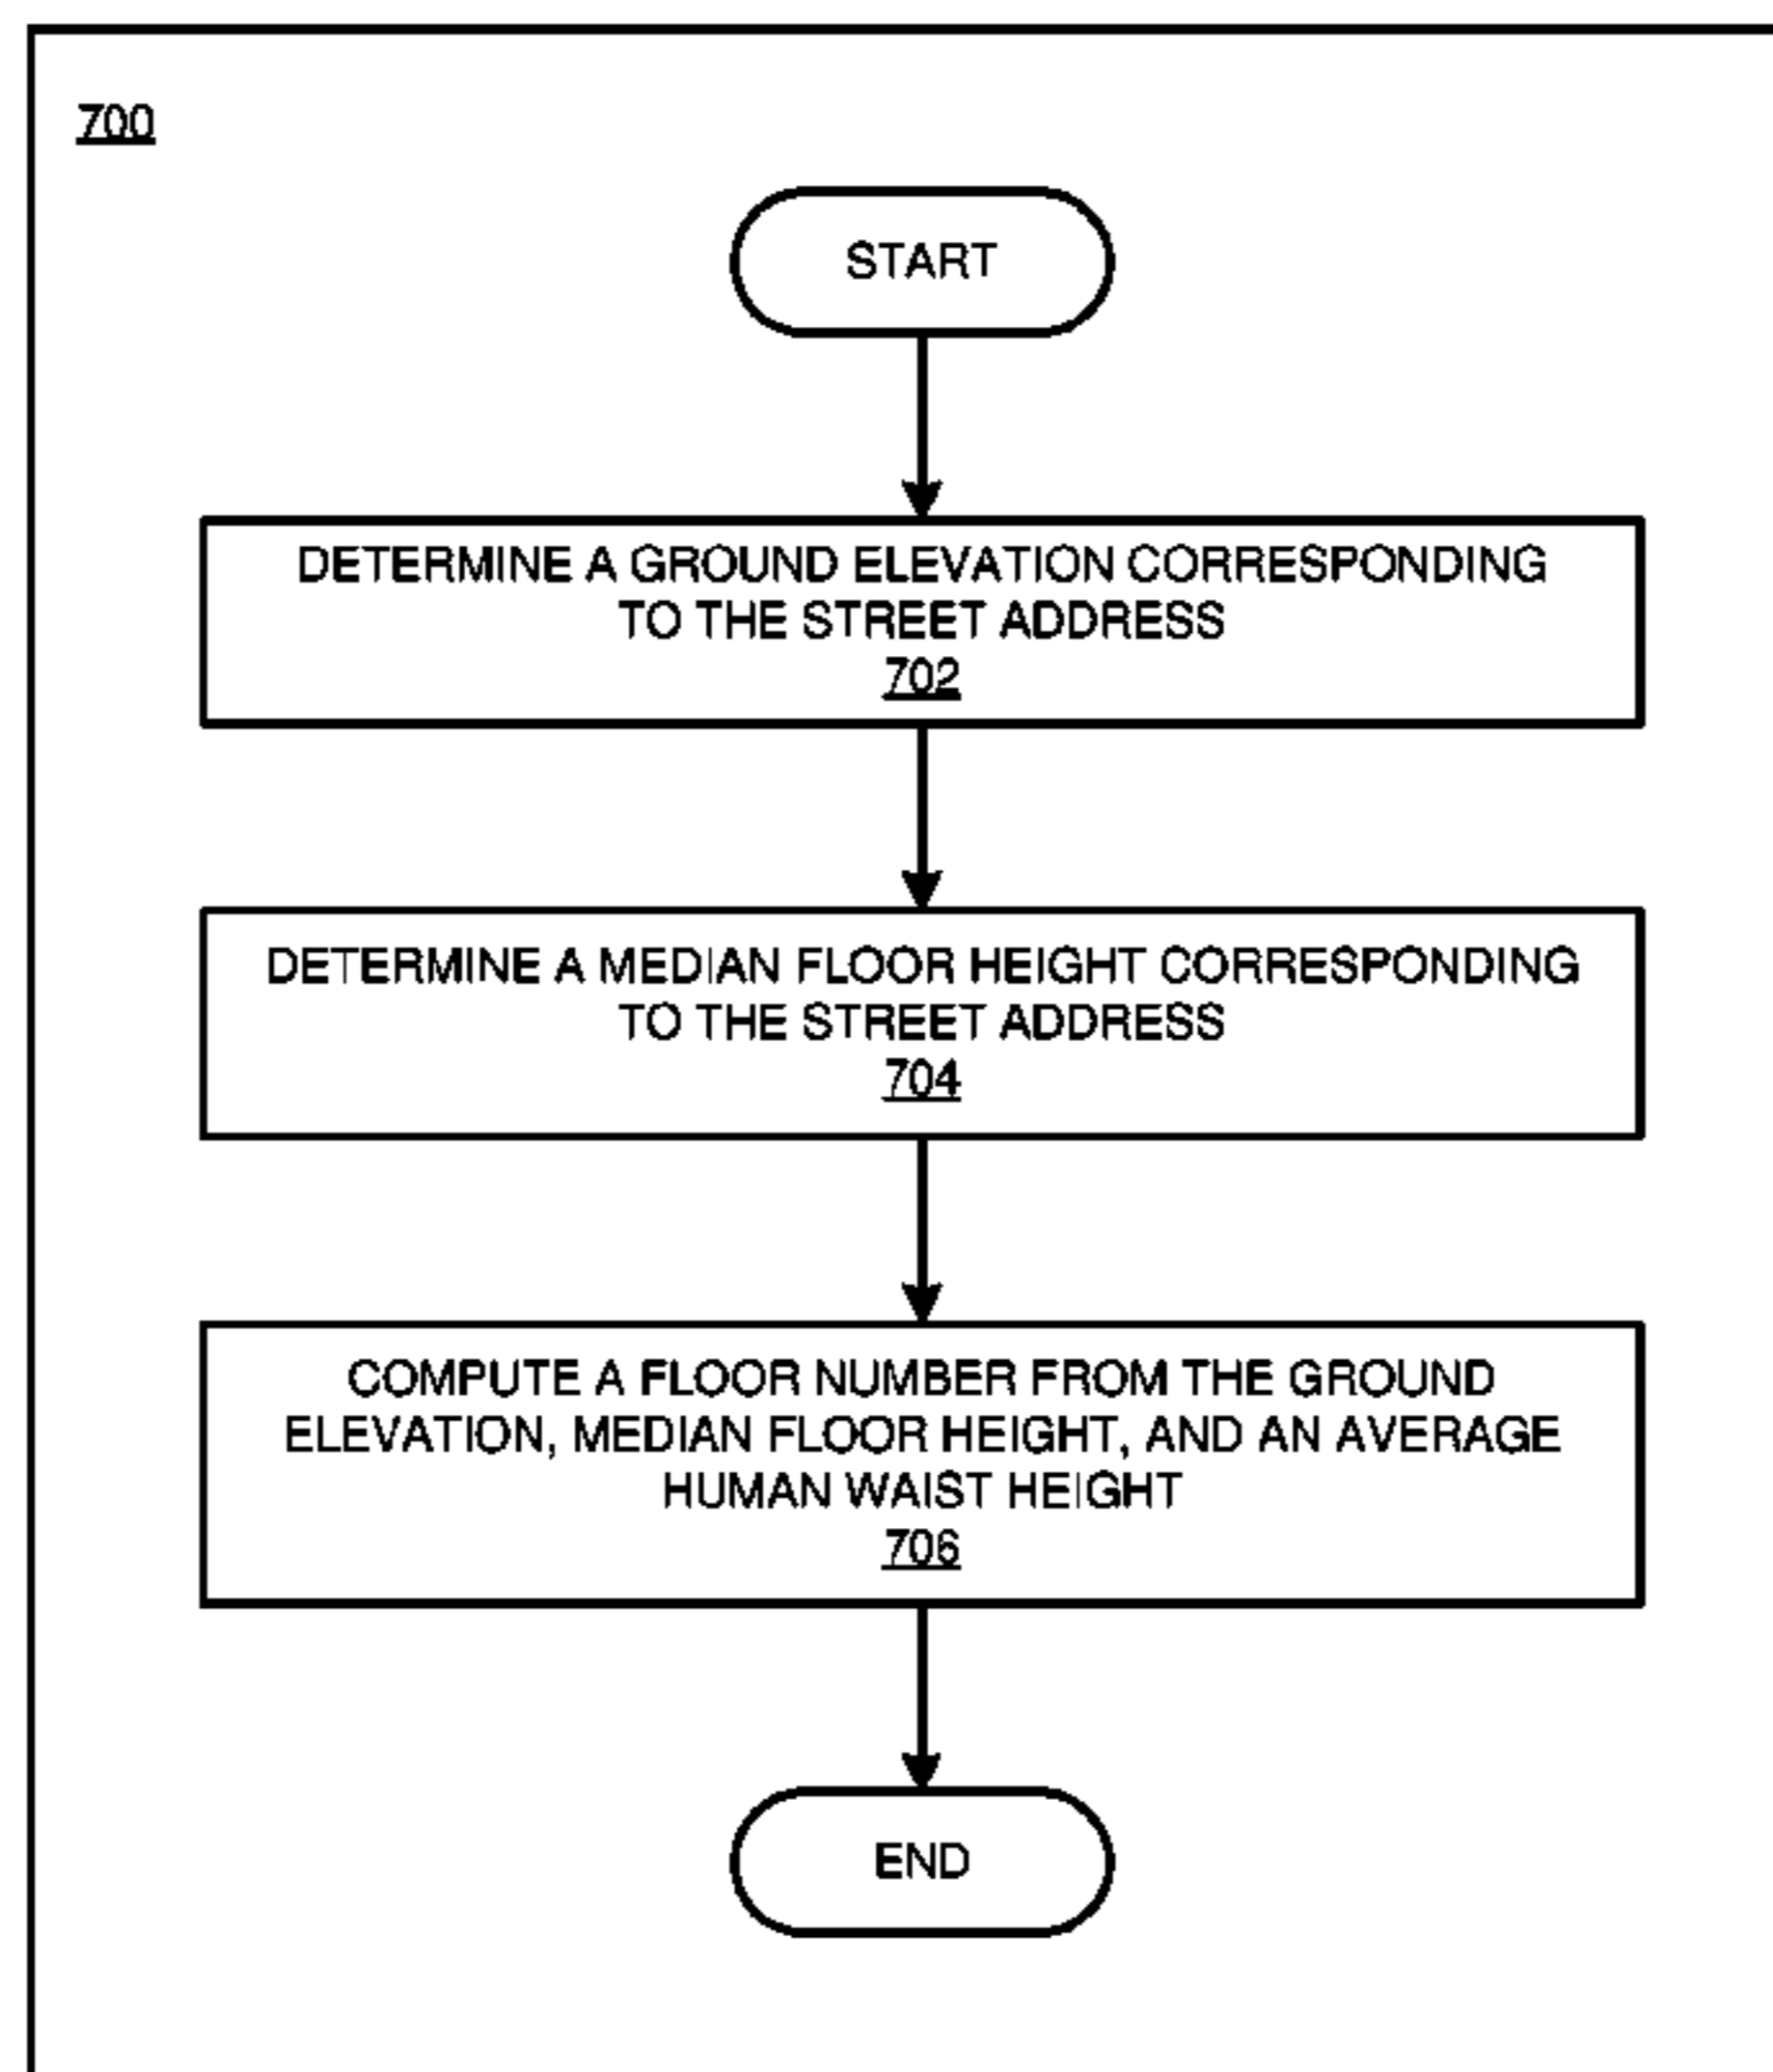 700
START
DETERMINE A GROUND ELEVATION CORRESPONDING
TO THE STREET ADDRESS
702
DETERMINE A MEDIAN FLOOR HEIGHT CORRESPONDING
TO THE STREET ADDRESS
704
COMPUTE A FLOOR NUMBER FROM THE GROUND
ELEVATION, MEDIAN FLOOR HEIGHT, AND AN AVERAGE
HUMAN WAIST HEIGHT
706
END